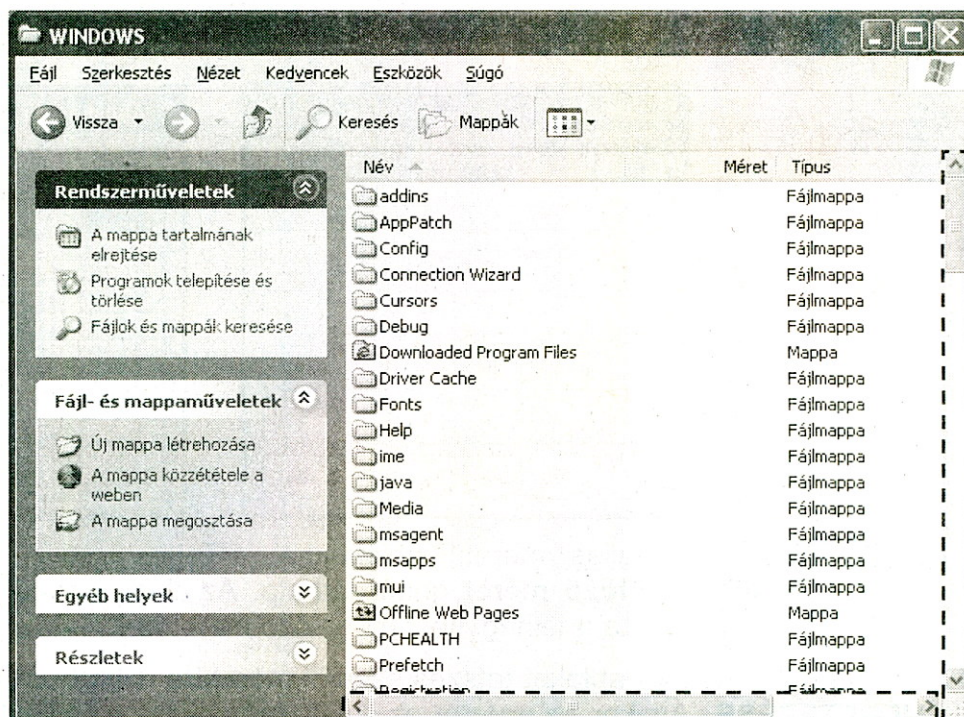 WINDOWS
Fájl Szerkesztés Nézet Kedvencek Eszközök Súgó
Vissza Keresés Mappák
Rendszerműveletek
A mappa tartalmának
elrejtése
Programok telepítése és
törlése
Fájlok és mappák keresése
Fájl- és mappaműveletek
Új mappa létrehozása
A mappa közzététele a
weben
A mappa megosztása
Egyéb helyek
Részletek
Név Méret Típus
addins Fájlmappa
AppPatch Fájlmappa
Config Fájlmappa
Connection Wizard Fájlmappa
Cursors Fájlmappa
Debug Fájlmappa
Downloaded Program Files Mappa
Driver Cache Fájlmappa
Fonts Fájlmappa
Help Fájlmappa
ime Fájlmappa
java Fájlmappa
Media Fájlmappa
msagent Fájlmappa
msapps Fájlmappa
mui Fájlmappa
Offline Web Pages Mappa
PCHEALTH Fájlmappa
Prefetch Fájlmappa
Registration Fájlmappa